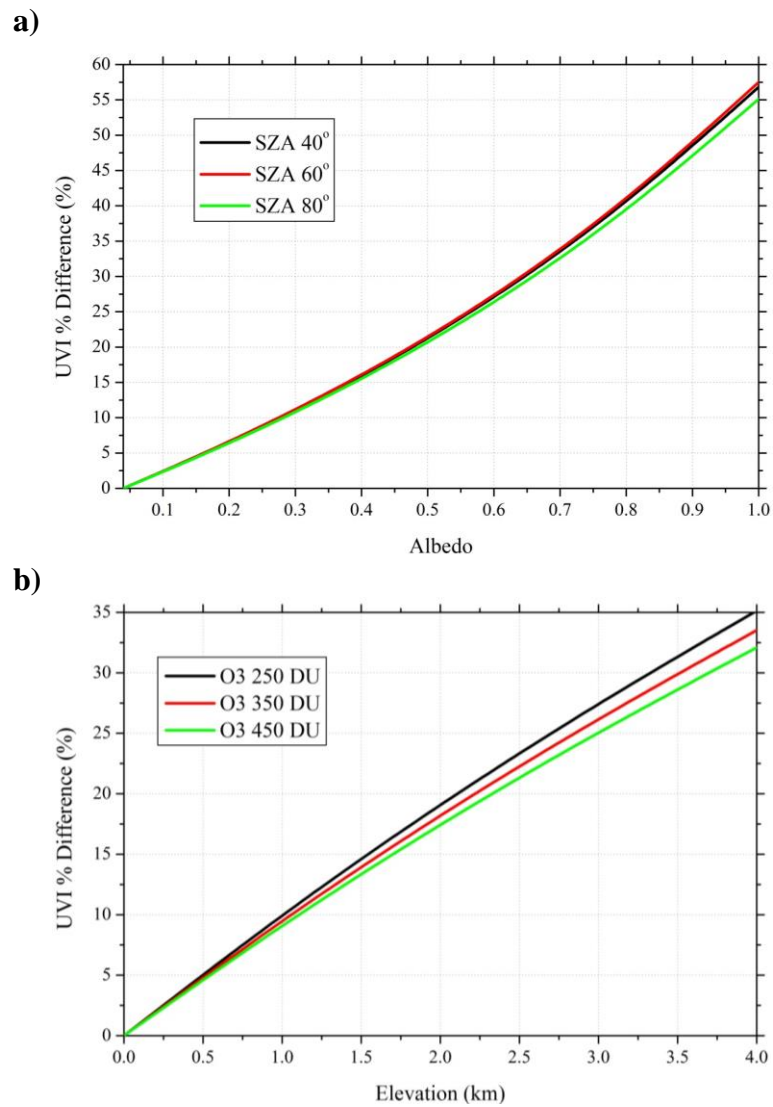 a)
60
55
50
45
40
35
30
25
20
15
10
5
0
UVI % Difference (%)
SZA 40°
SZA 60°
SZA 80°
0.1 0.2 0.3 0.4 0.5 0.6 0.7 0.8 0.9 1.0
Albedo
b)
35
30
25
20
15
10
5
0
UVI % Difference (%)
O3 250 DU
O3 350 DU
O3 450 DU
0.0 0.5 1.0 1.5 2.0 2.5 3.0 3.5 4.0
Elevation (km)